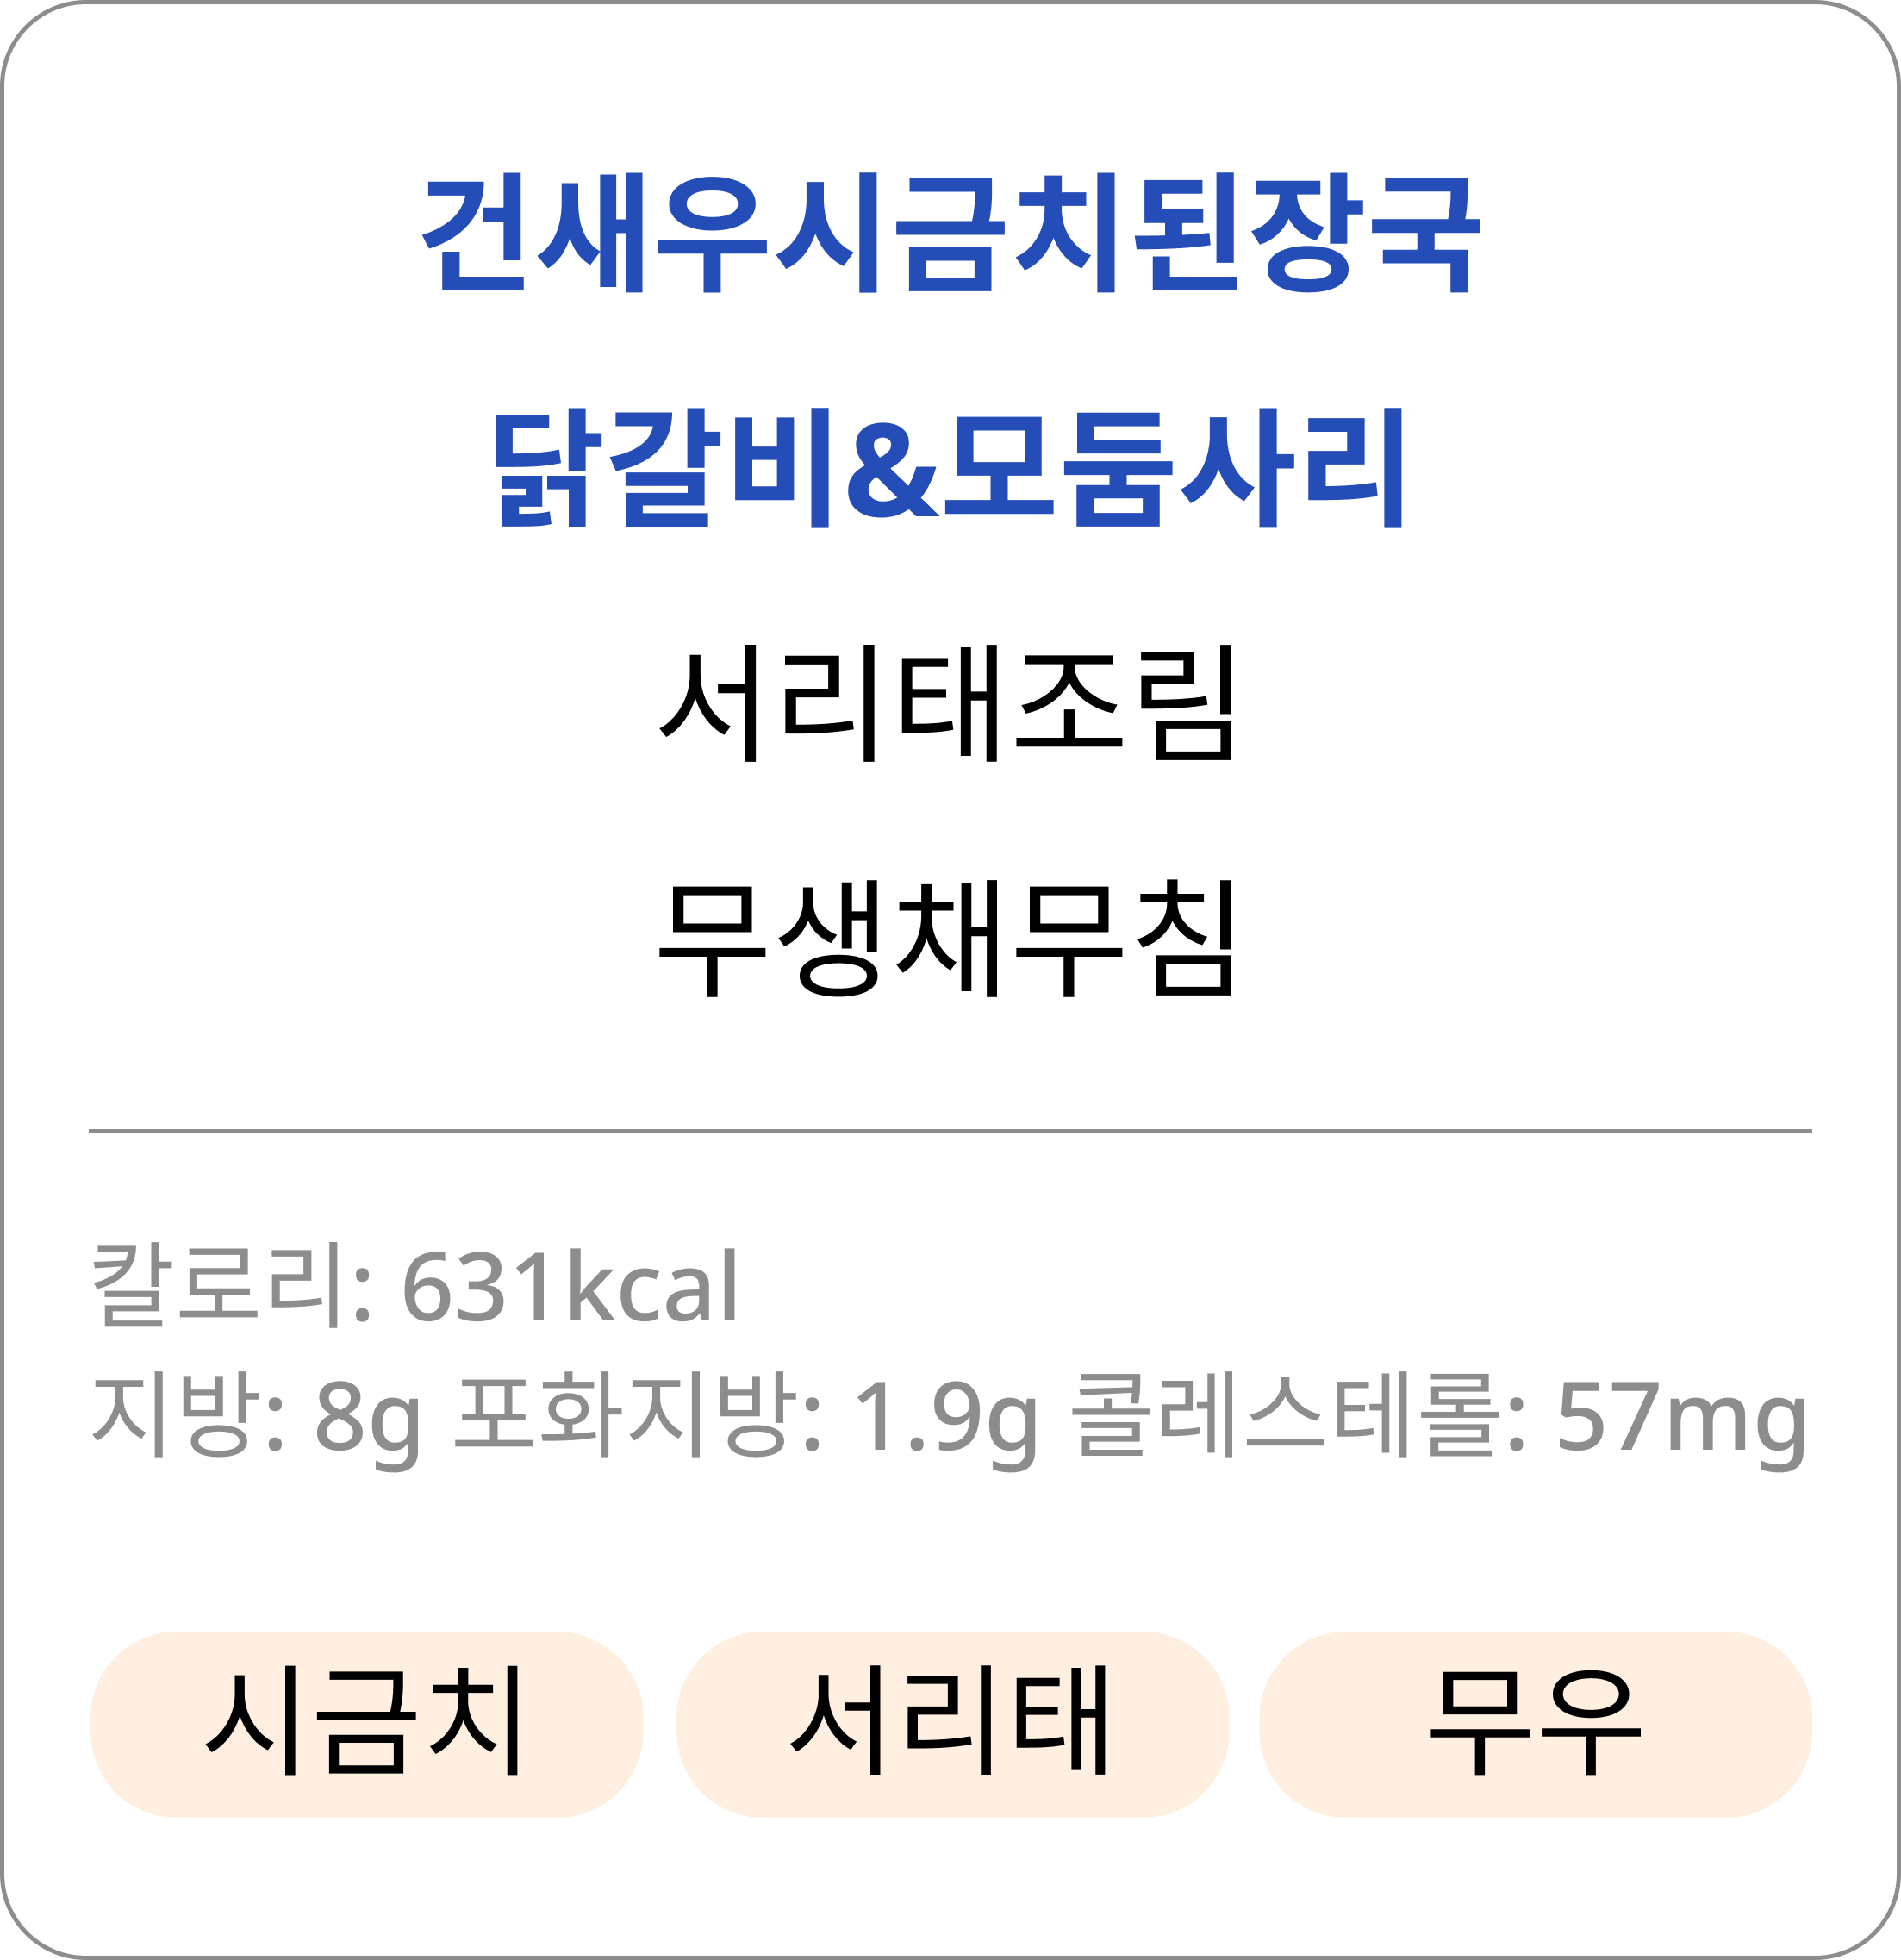 건새우시금치된장국
닭갈비&모둠사리
서리태조림
무생채무침
칼로리: 631kcal
지방: 8g 포화지방: 1.9g 콜레스테롤: 57mg
시금치 서리태 무우